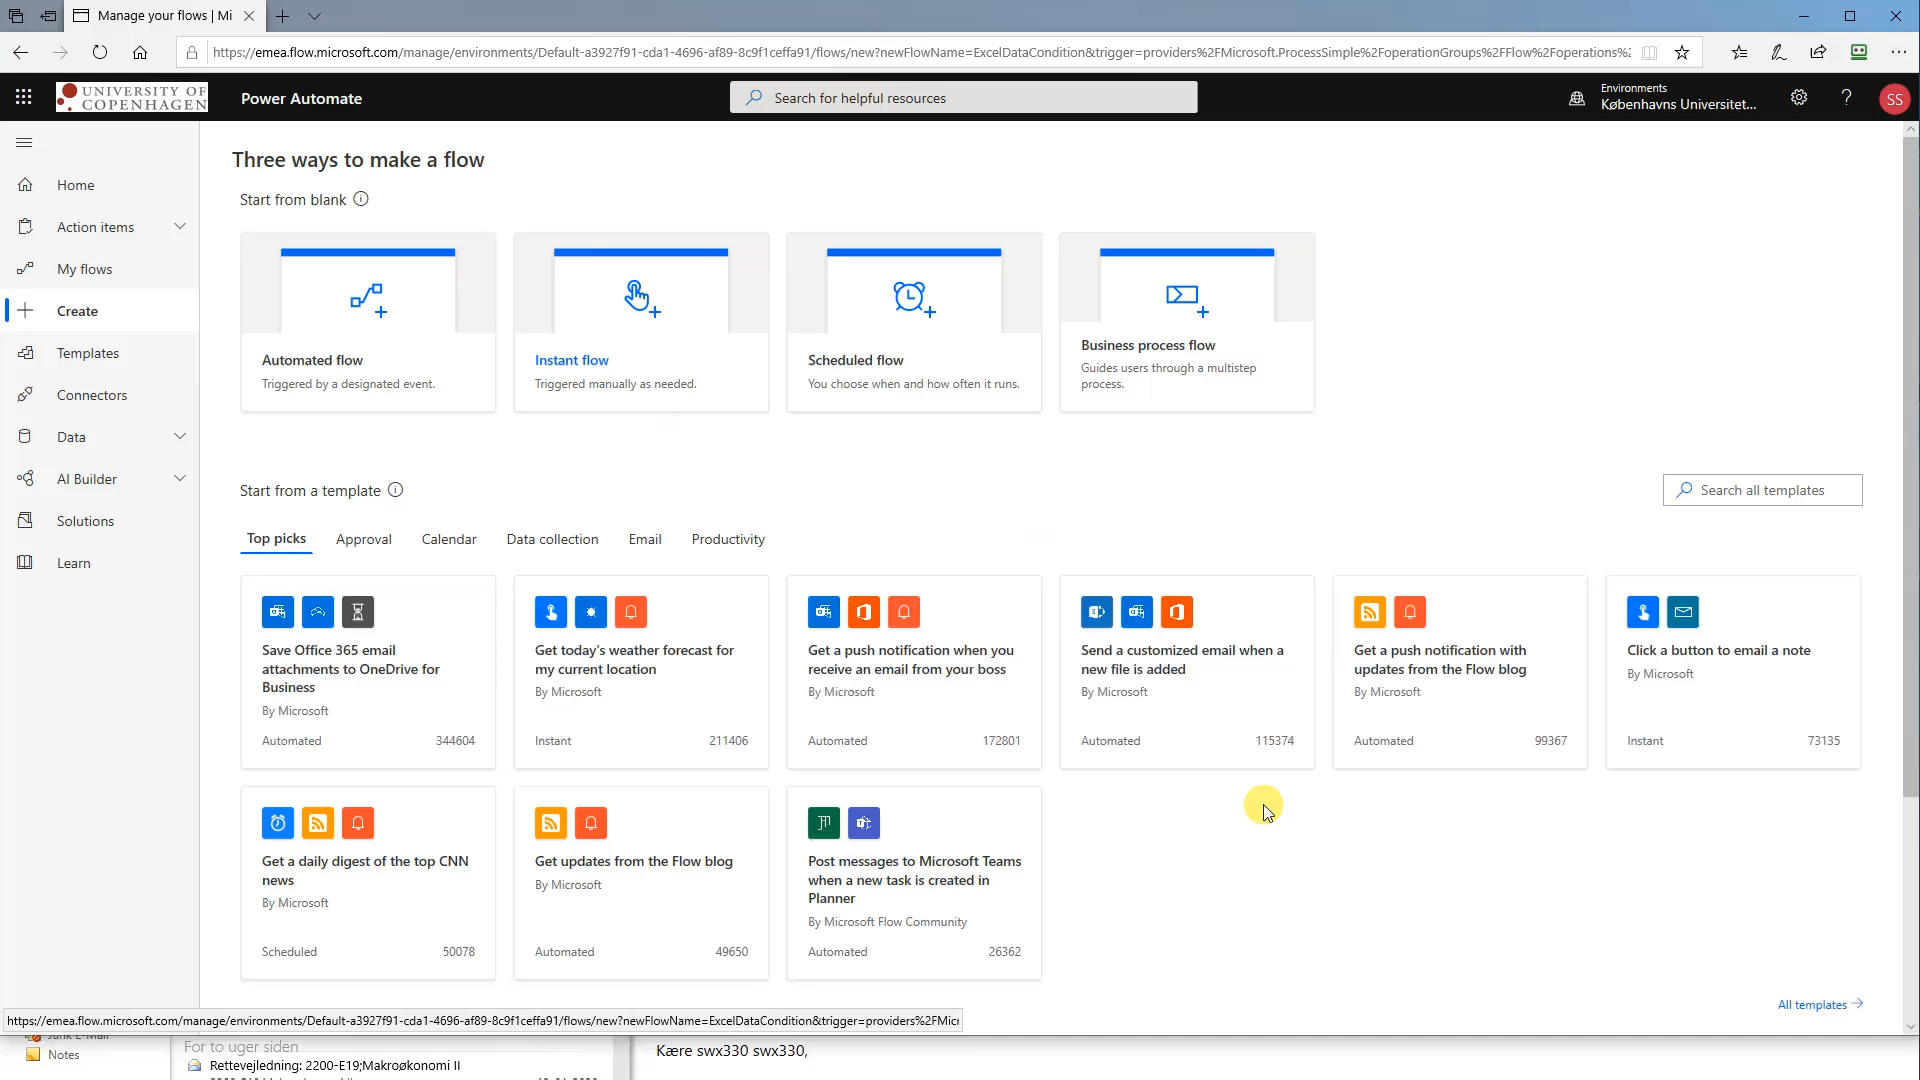 Manage your flows | Mi
https://emea.flow.microsoft.com/manage/environments/Default-a3927f91-cda1-4696-af89-8c9f1ceffa91/flows/new?newFlowName=ExcelDataCondition&trigger=providers%2FMicrosoft.ProcessSimple%2FoperationGroups%2FFlow%2Foperations%
UNIVERSITY OF
COPENHAGEN
Power Automate
Search for helpful resources
Environments
Københavns Universitet...
SS
Three ways to make a flow
Home
Start from blank
Action items
My flows
Create
Templates
Connectors
Data
AI Builder
Solutions
Learn
Automated flow
Triggered by a designated event.
Instant flow
Triggered manually as needed.
Scheduled flow
You choose when and how often it runs.
Business process flow
Guides users through a multistep
process.
Start from a template
Search all templates
Top picks
Approval
Calendar
Data collection
Email
Productivity
Save Office 365 email
attachments to OneDrive for
Business
By Microsoft
Automated
344604
Get today's weather forecast for
my current location
By Microsoft
Instant
211406
Get a push notification when you
receive an email from your boss
By Microsoft
Automated
172801
Send a customized email when a
new file is added
By Microsoft
Automated
115374
Get a push notification with
updates from the Flow blog
By Microsoft
Automated
99367
Click a button to email a note
By Microsoft
Instant
73135
Get a daily digest of the top CNN
news
By Microsoft
Scheduled
50078
Get updates from the Flow blog
By Microsoft
Automated
49650
Post messages to Microsoft Teams
when a new task is created in
Planner
By Microsoft Flow Community
Automated
26362
All templates
https://emea.flow.microsoft.com/manage/environments/Default-a3927f91-cda1-4696-af89-8c9f1ceffa91/flows/new?newFlowName=ExcelDataCondition&trigger=providers%2FMicr
Junk E-Mail
Notes
For to uger siden
Rettevejledning: 2200-E19;Makroøkonomi II
Kære swx330 swx330,